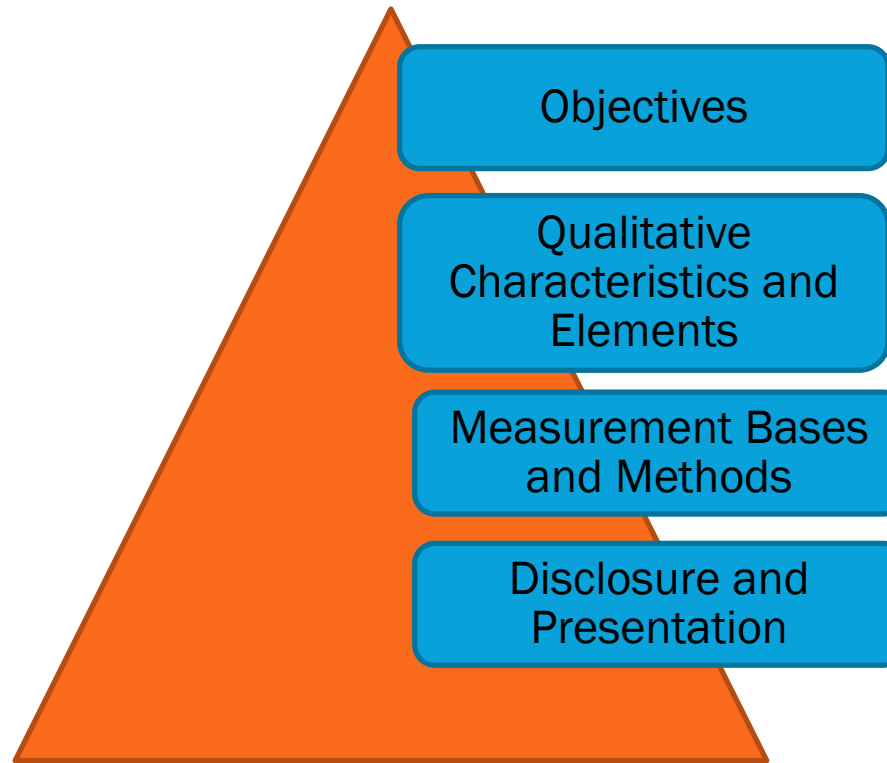 Objectives
Qualitative
Characteristics and
Elements
Measurement Bases
and Methods
Disclosure and
Presentation